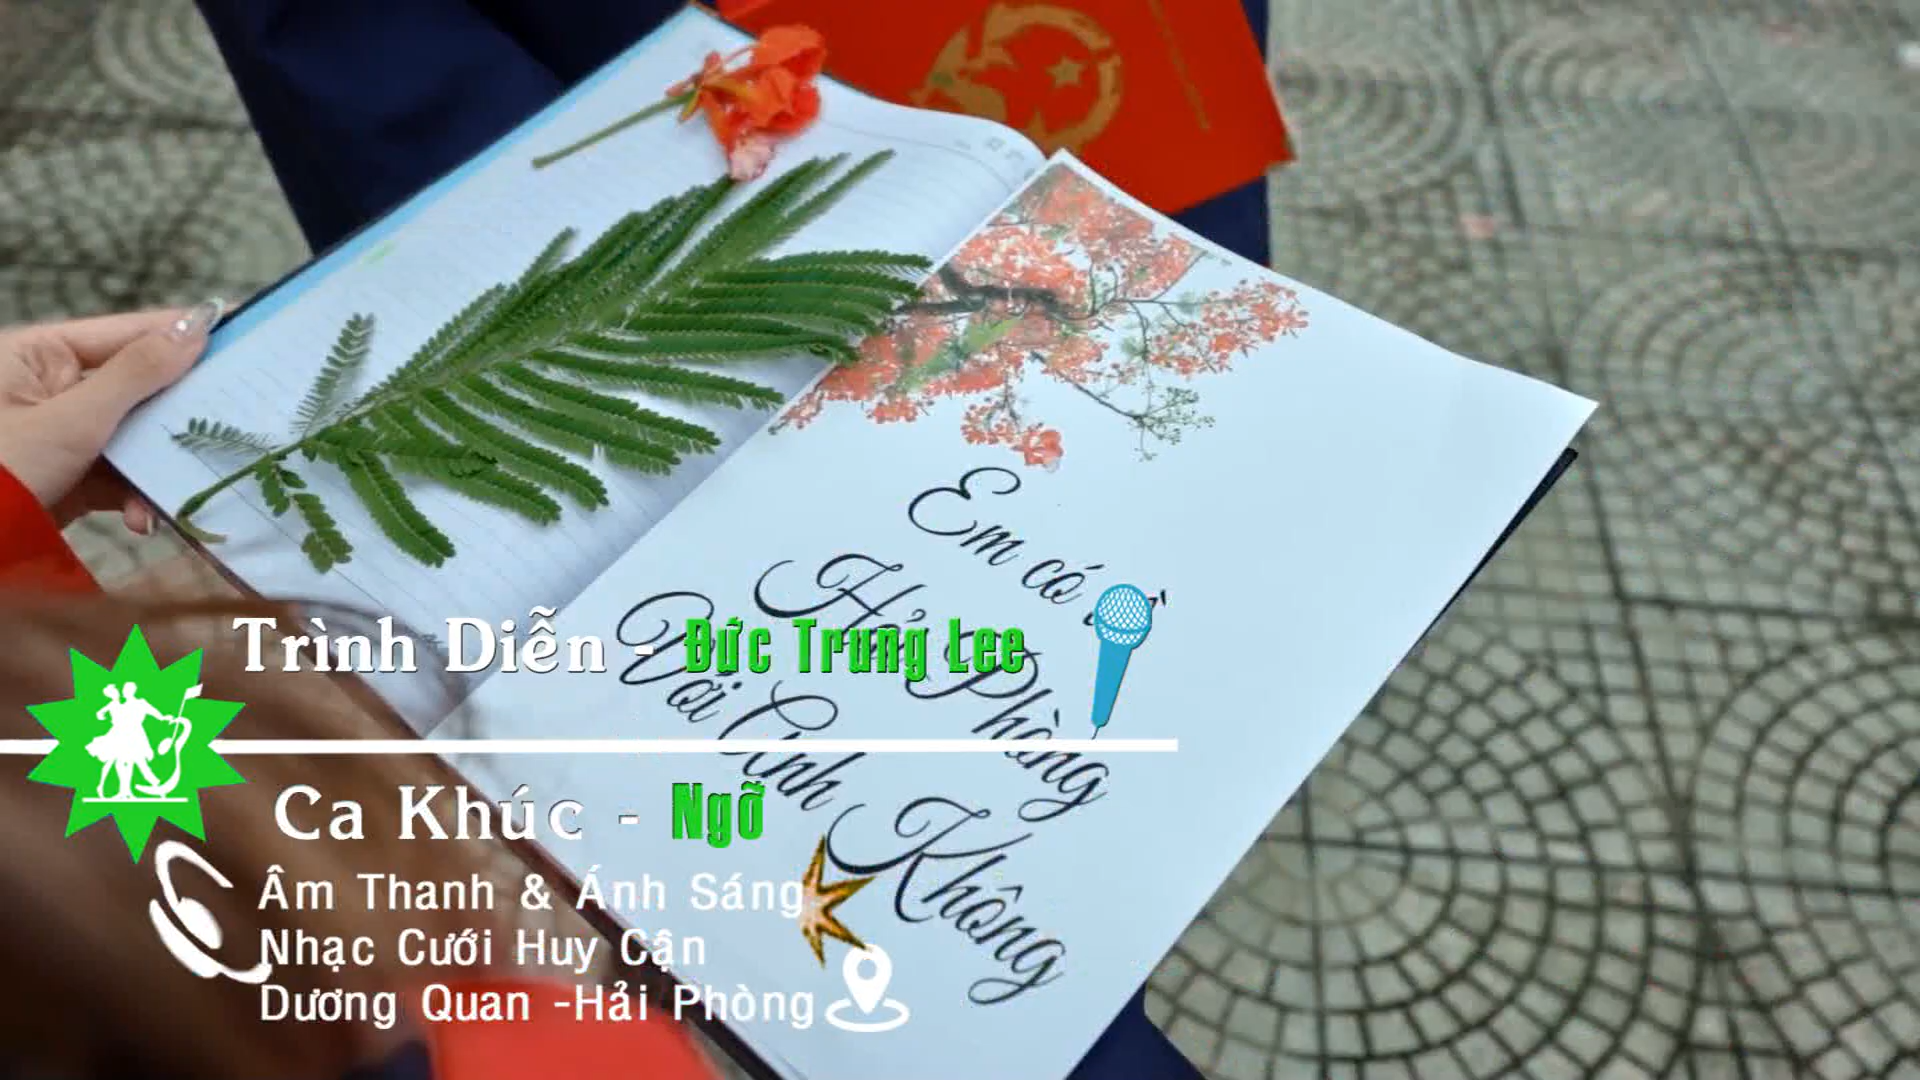 Em có về
Hải Phòng
Với Anh Không
Trình Diễn - Đức Trung Lee
Ca Khúc - Ngỡ
Âm Thanh & Ánh Sáng
Nhạc Cưới Huy Cận
Dương Quan -Hải Phòng